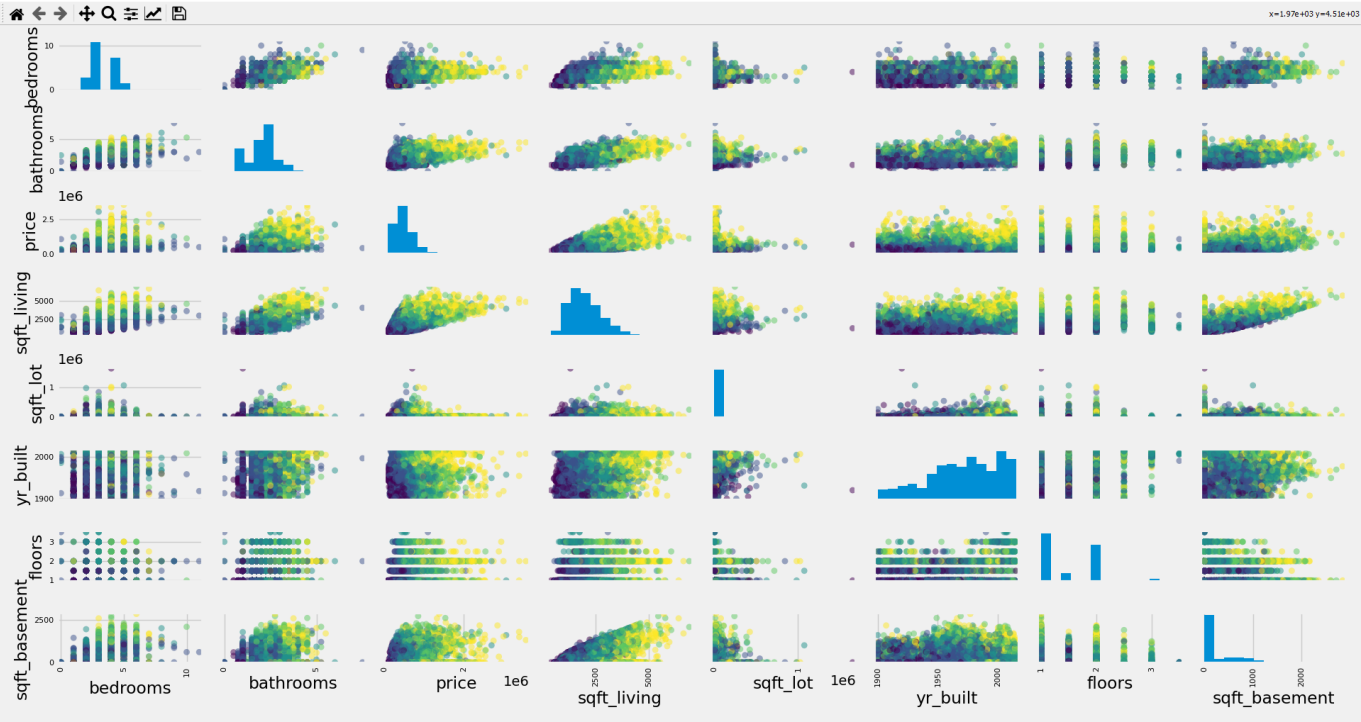 x=1.97e+03 y=4.51e+03
bedrooms
10
0
bathrooms
5
0
1e6
price
2.5
0.0
sqft_living
5000
2500
1e6
sqft_lot
1
0
yr_built
2000
1900
floors
3
2
1
sqft_basement
2500
0
0 5 10
0 5
0 2
2500 5000
0 1
1900 1950 2000
1 2 3
0 1000 2000
bedrooms bathrooms price 1e6 sqft_lot 1e6 floors
sqft_living yr_built sqft_basement